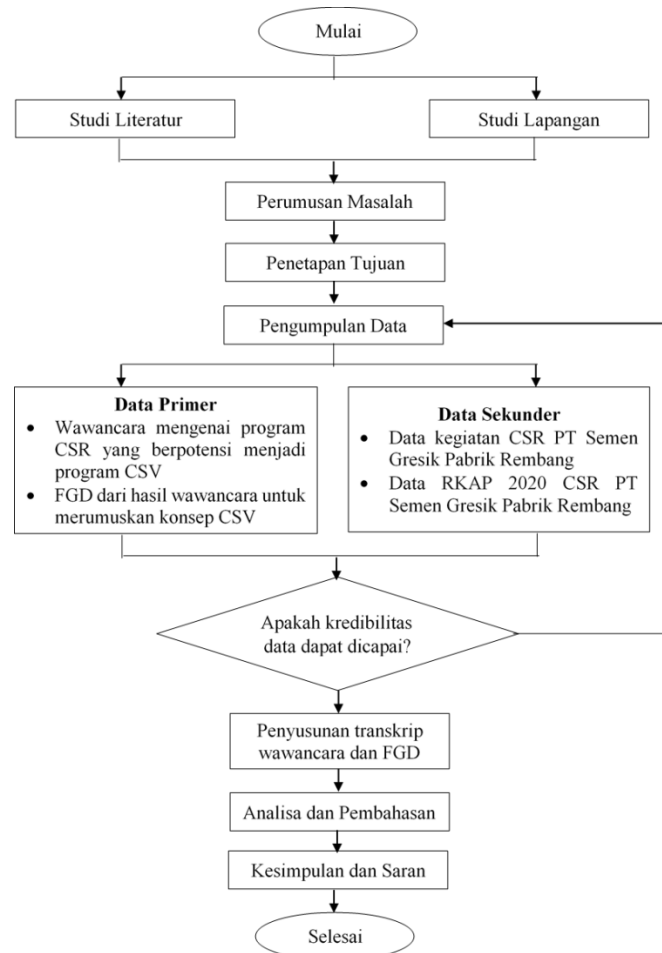 Mulai
Studi Literatur
Studi Lapangan
Perumusan Masalah
Penetapan Tujuan
Pengumpulan Data
Data Primer
• Wawancara mengenai program
CSR yang berpotensi menjadi
program CSV
• FGD dari hasil wawancara untuk
merumuskan konsep CSV
Data Sekunder
• Data kegiatan CSR PT Semen
Gresik Pabrik Rembang
• Data RKAP 2020 CSR PT
Semen Gresik Pabrik Rembang
Apakah kredibilitas
data dapat dicapai?
Penyusunan transkrip
wawancara dan FGD
Analisa dan Pembahasan
Kesimpulan dan Saran
Selesai